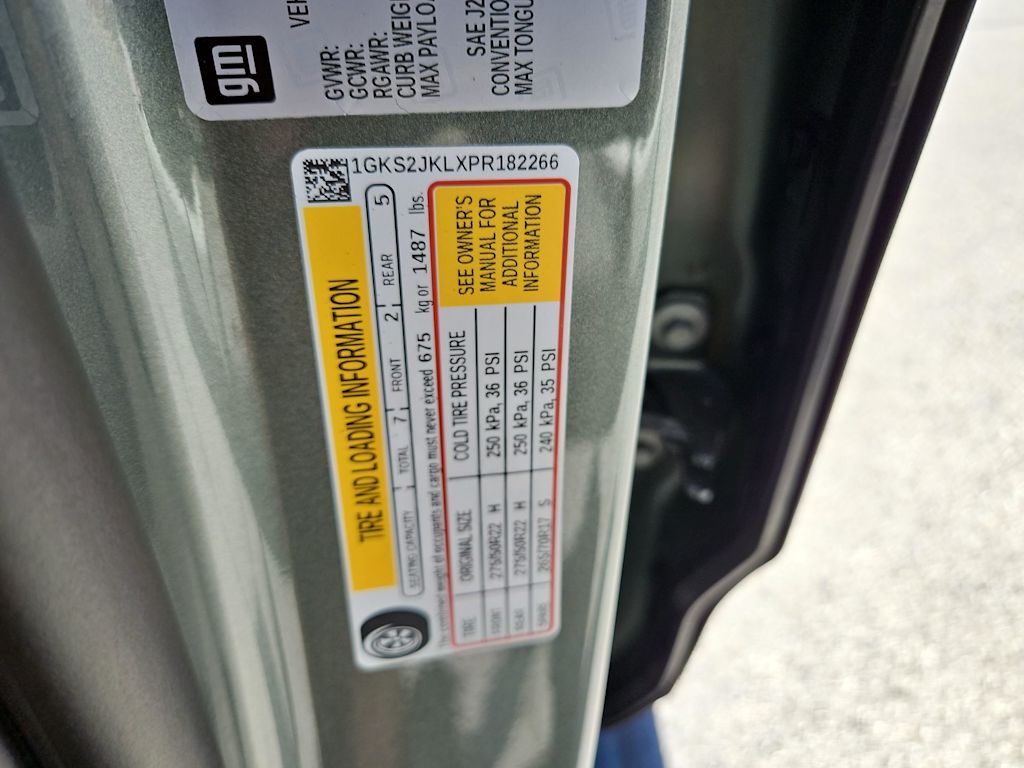 gm
VEH
GVWR:
GCWR:
RGAWR:
CURB WEIG
MAX PAYLOA
SAE J2
CONVENTIO
MAX TONGU
1GKS2JKLXPR182266
TIRE AND LOADING INFORMATION
SEATING CAPACITY TOTAL 7 FRONT 2 REAR 5
The combined weight of occupants and cargo must never exceed 675 kg or 1487 lbs.
TIRE ORIGINAL SIZE COLD TIRE PRESSURE
FRONT 275/50R22 H 250 kPa, 36 PSI
REAR 275/50R22 H 250 kPa, 36 PSI
SPARE 265/70R17 S 240 kPa, 35 PSI
SEE OWNER'S
MANUAL FOR
ADDITIONAL
INFORMATION